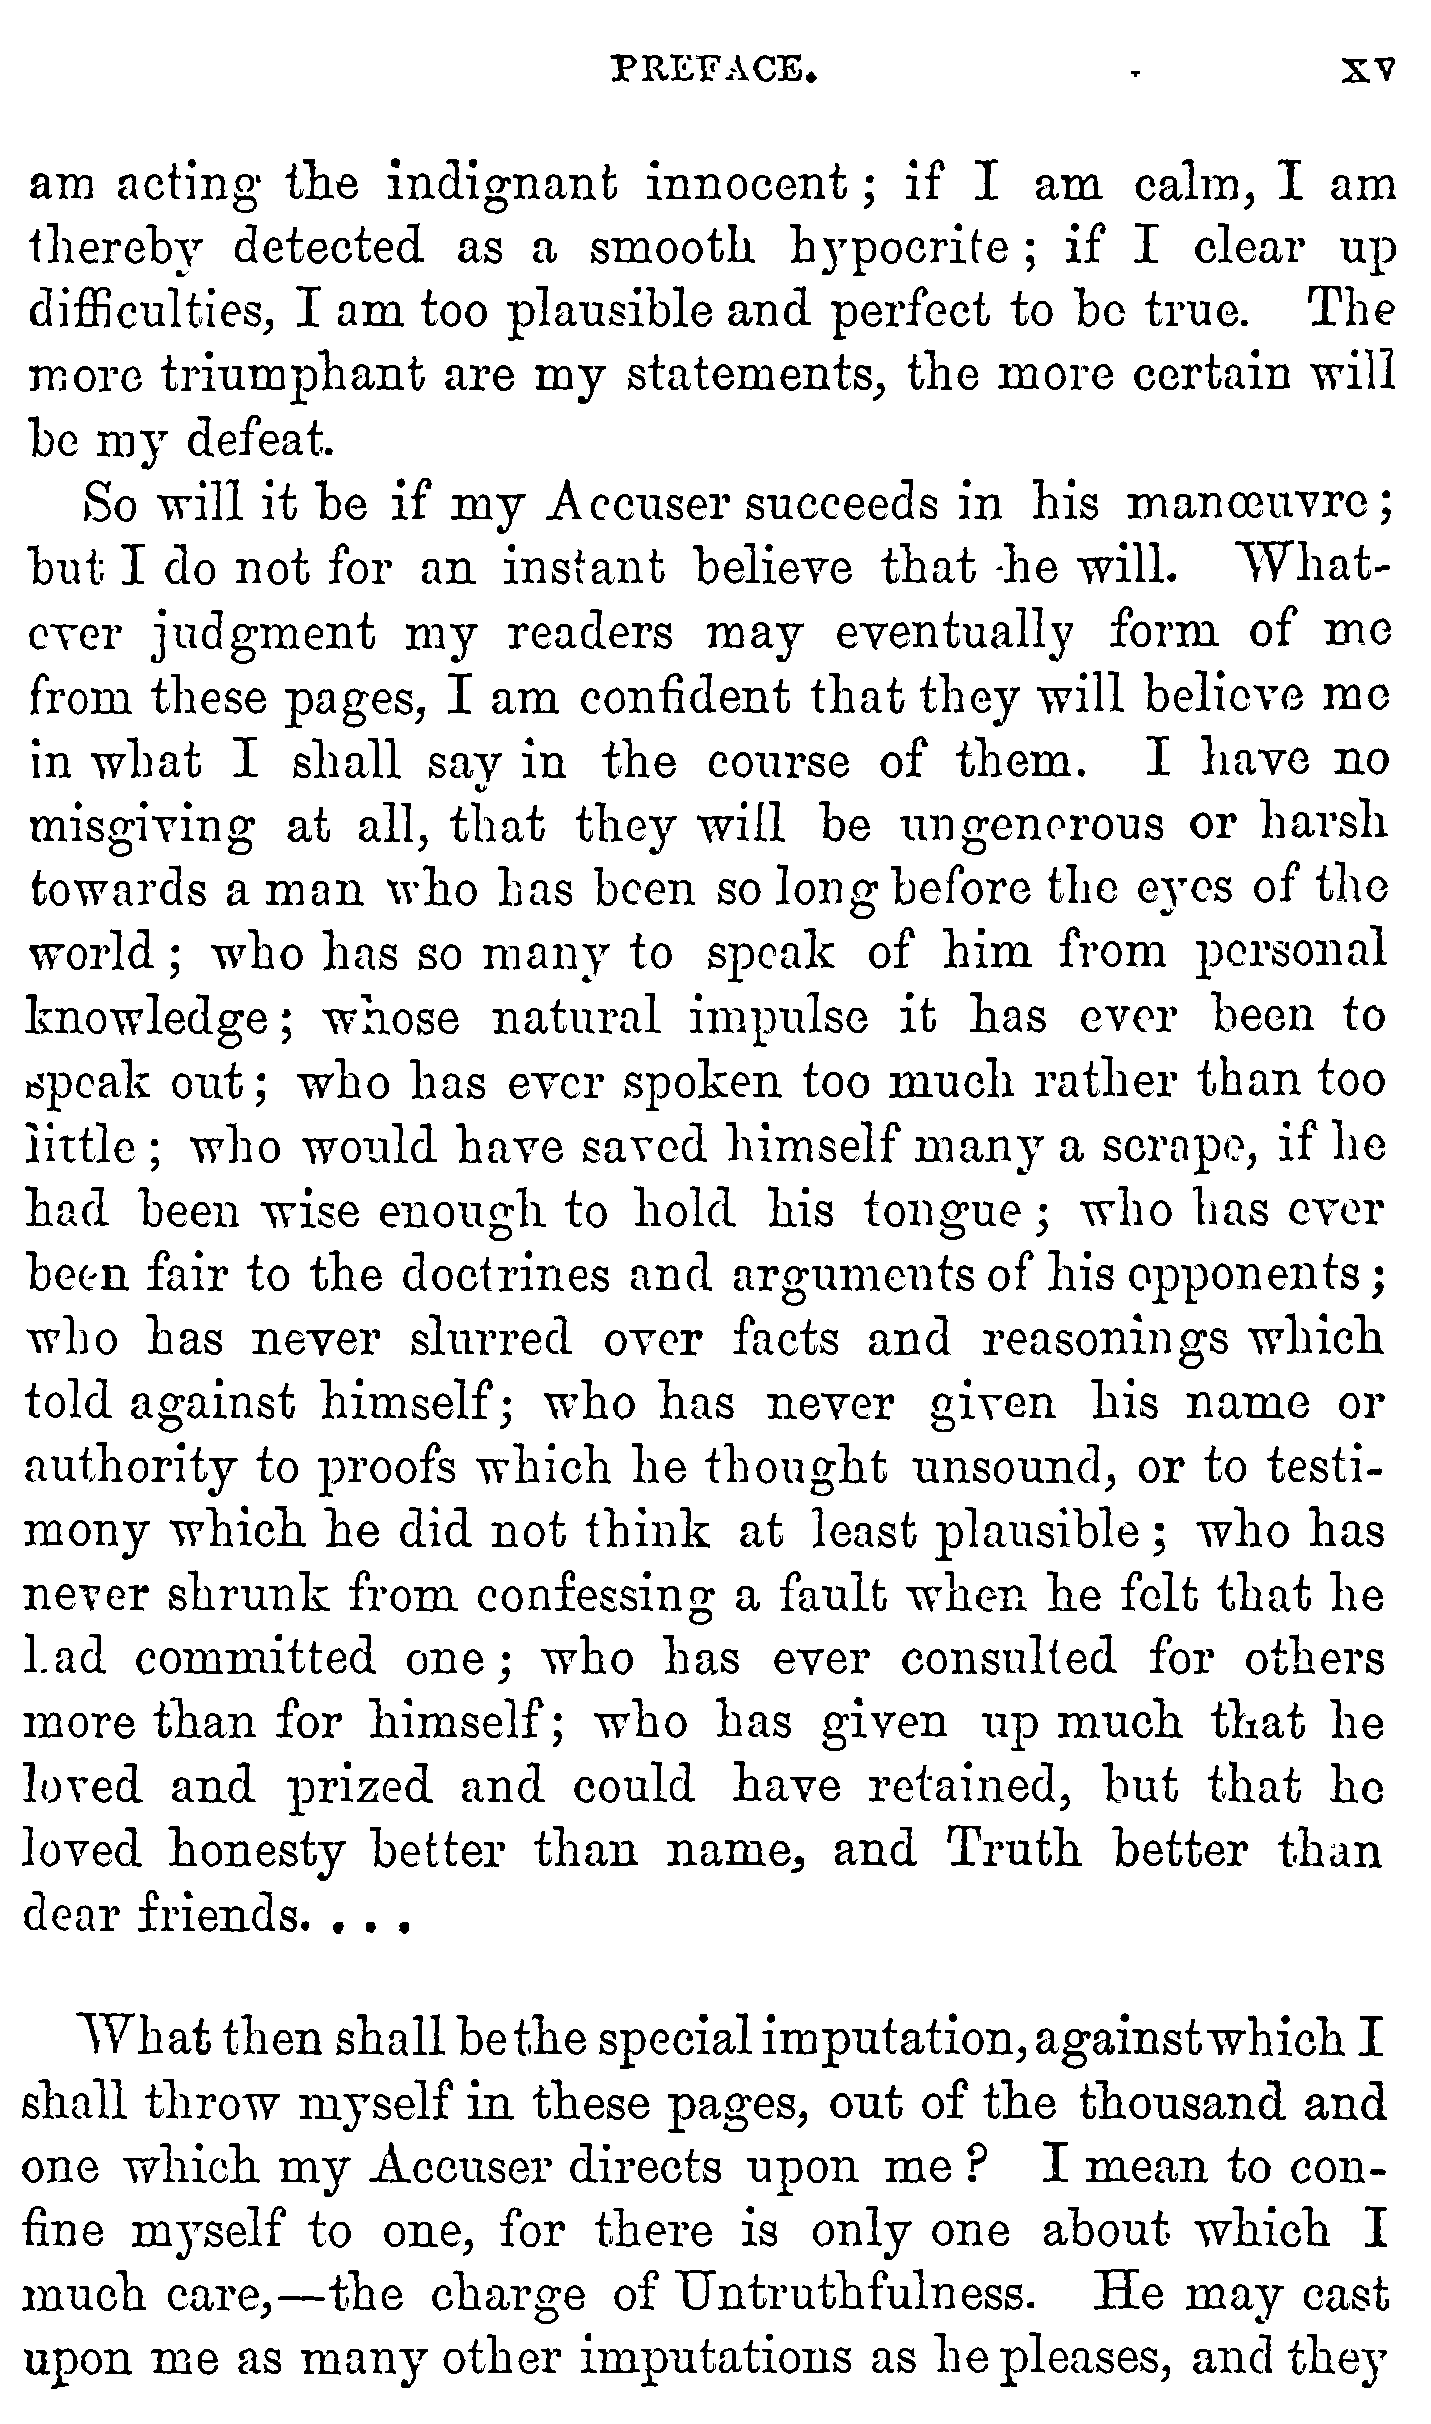 PREFACE. xv
am acting the indignant innocent; if I am calm, I am
thereby detected as a smooth hypocrite; if I clear up
difficulties, I am too plausible and perfect to be true. The
more triumphant are my statements, the more certain will
be my defeat.
So will it be if my Accuser succeeds in his manœuvre;
but I do not for an instant believe that he will. What-
ever judgment my readers may eventually form of me
from these pages, I am confident that they will believe me
in what I shall say in the course of them. I have no
misgiving at all, that they will be ungenerous or harsh
towards a man who has been so long before the eyes of the
world; who has so many to speak of him from personal
knowledge; whose natural impulse it has ever been to
speak out; who has ever spoken too much rather than too
little; who would have saved himself many a scrape, if he
had been wise enough to hold his tongue; who has ever
been fair to the doctrines and arguments of his opponents;
who has never slurred over facts and reasonings which
told against himself; who has never given his name or
authority to proofs which he thought unsound, or to testi-
mony which he did not think at least plausible; who has
never shrunk from confessing a fault when he felt that he
had committed one; who has ever consulted for others
more than for himself; who has given up much that he
loved and prized and could have retained, but that he
loved honesty better than name, and Truth better than
dear friends. . . .
What then shall be the special imputation, against which I
shall throw myself in these pages, out of the thousand and
one which my Accuser directs upon me? I mean to con-
fine myself to one, for there is only one about which I
much care,—the charge of Untruthfulness. He may cast
upon me as many other imputations as he pleases, and they